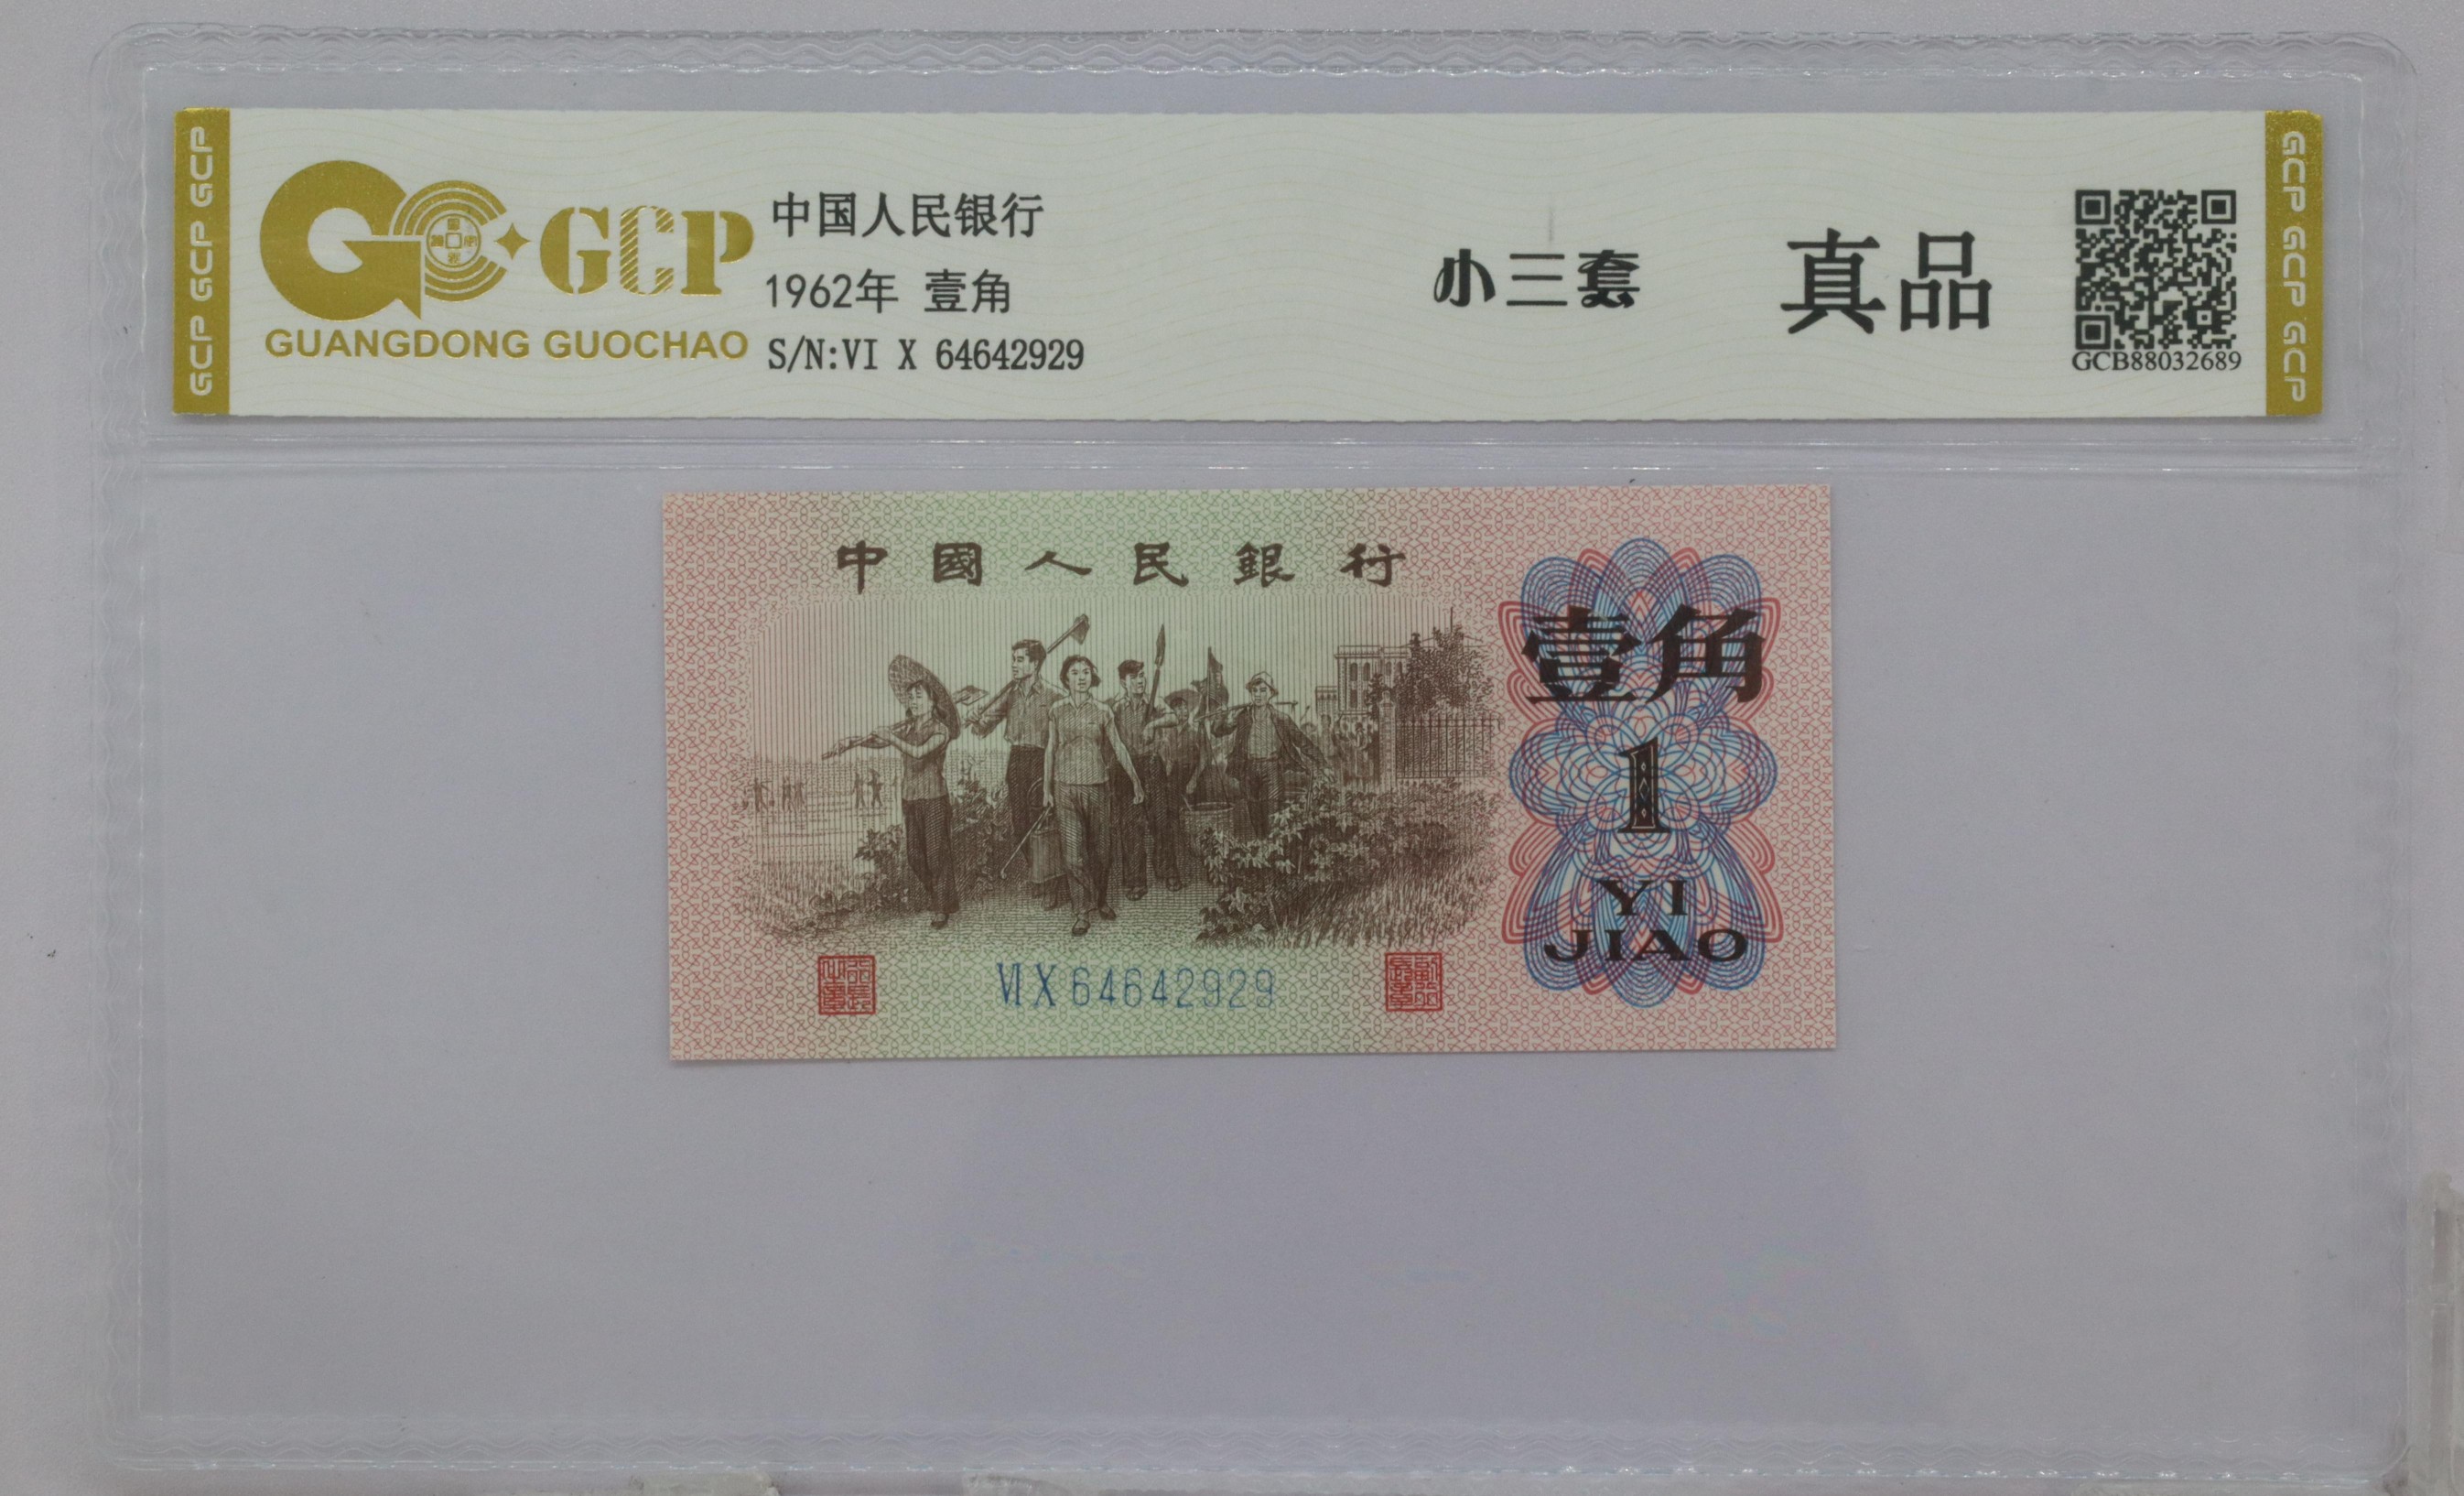 GCP GCP GCP
GCP
GUANGDONG GUOCHAO
中国人民银行
1962年 壹角
S/N:VI X 64642929
小三套
真品
GCB88032689
GCP GCP GCP
中國人民銀行
壹角
1
YI
JIAO
VI X 64642929